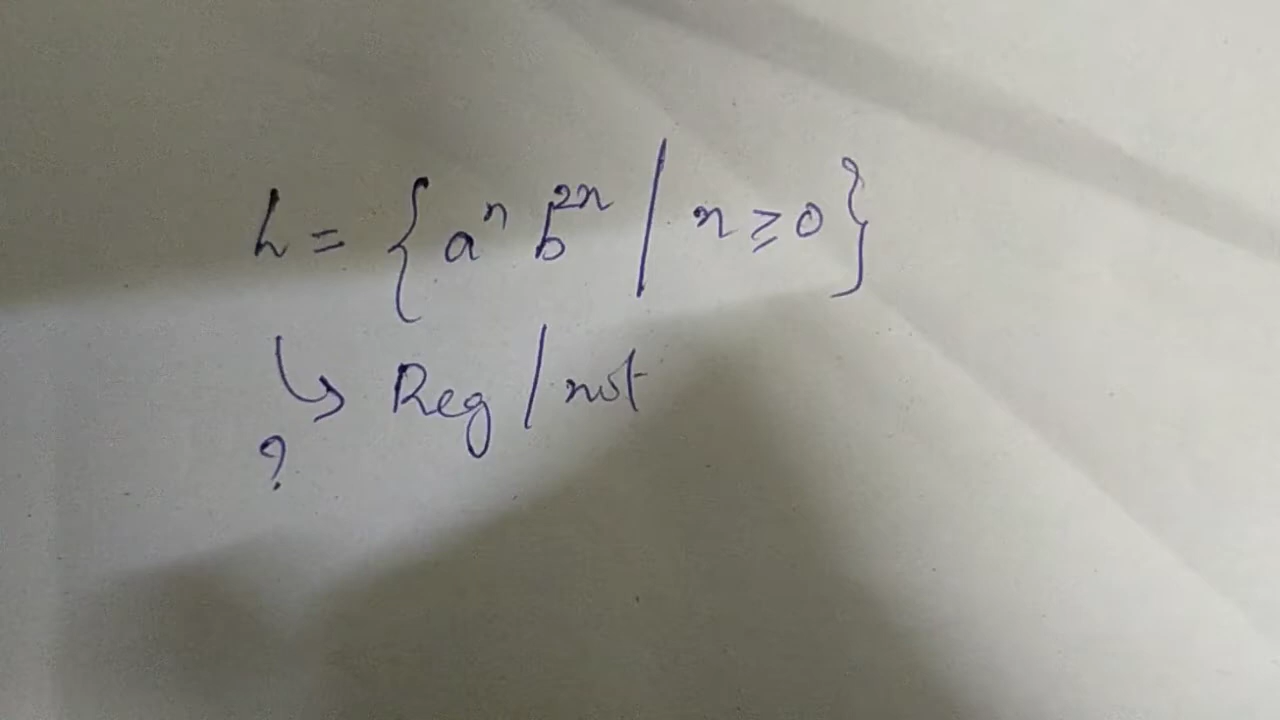 L = { aⁿ b²ⁿ / n ≥ 0 }
↳ Reg / not
?